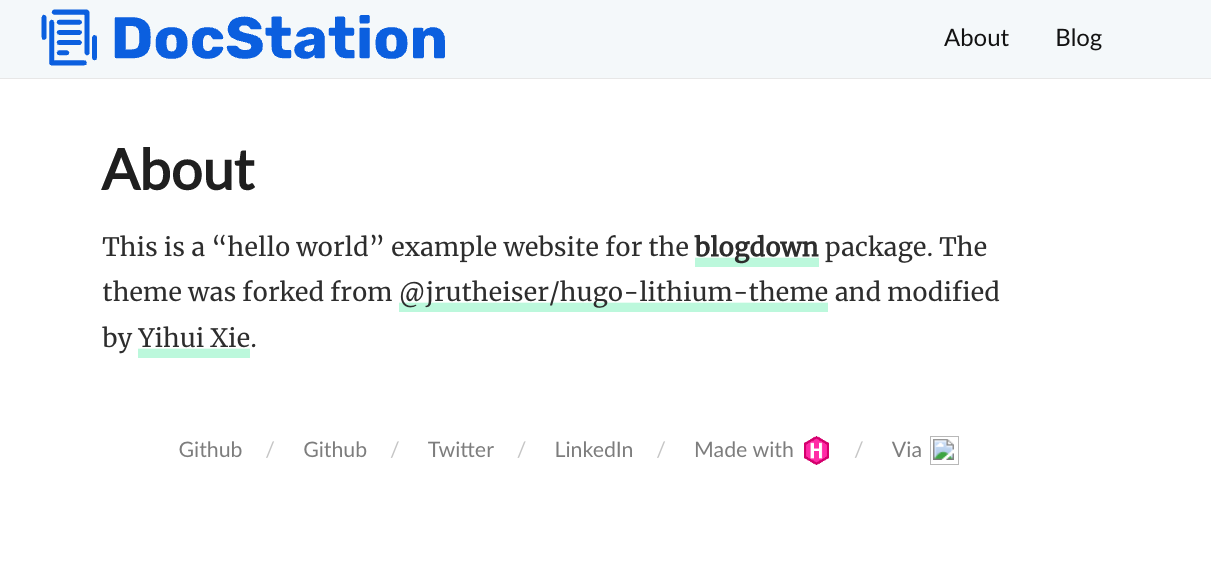 DocStation
About Blog
About
This is a “hello world” example website for the blogdown package. The
theme was forked from @jrutheiser/hugo-lithium-theme and modified
by Yihui Xie.
Github / Github / Twitter / LinkedIn / Made with H / Via